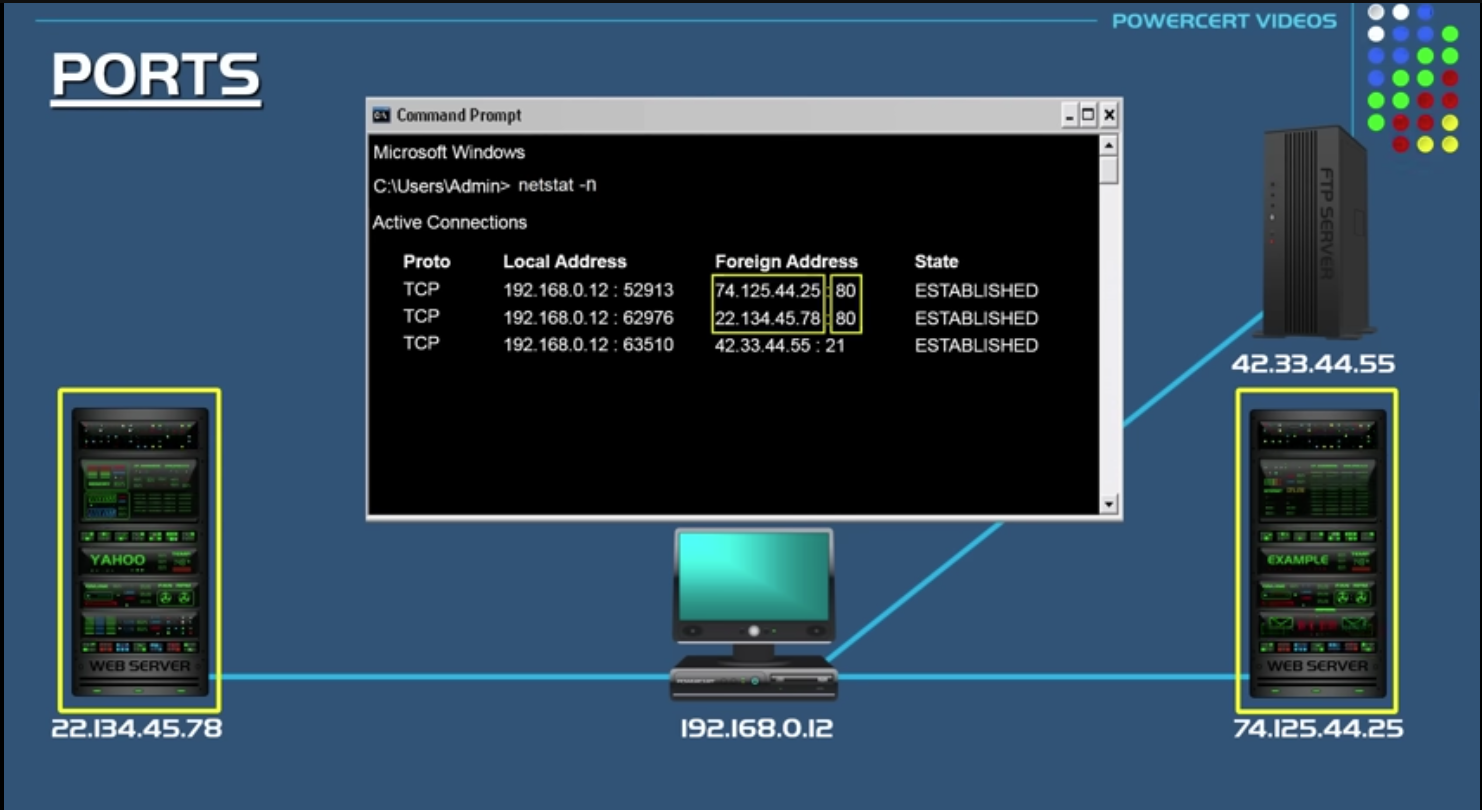 POWERCERT VIDEOS
PORTS
Command Prompt
Microsoft Windows
C:\Users\Admin> netstat -n
Active Connections
Proto Local Address Foreign Address State
TCP 192.168.0.12 : 52913 74.125.44.25 : 80 ESTABLISHED
TCP 192.168.0.12 : 62976 22.134.45.78 : 80 ESTABLISHED
TCP 192.168.0.12 : 63510 42.33.44.55 : 21 ESTABLISHED
FTP SERVER
42.33.44.55
YAHOO
WEB SERVER
22.134.45.78
192.168.0.12
EXAMPLE
WEB SERVER
74.125.44.25